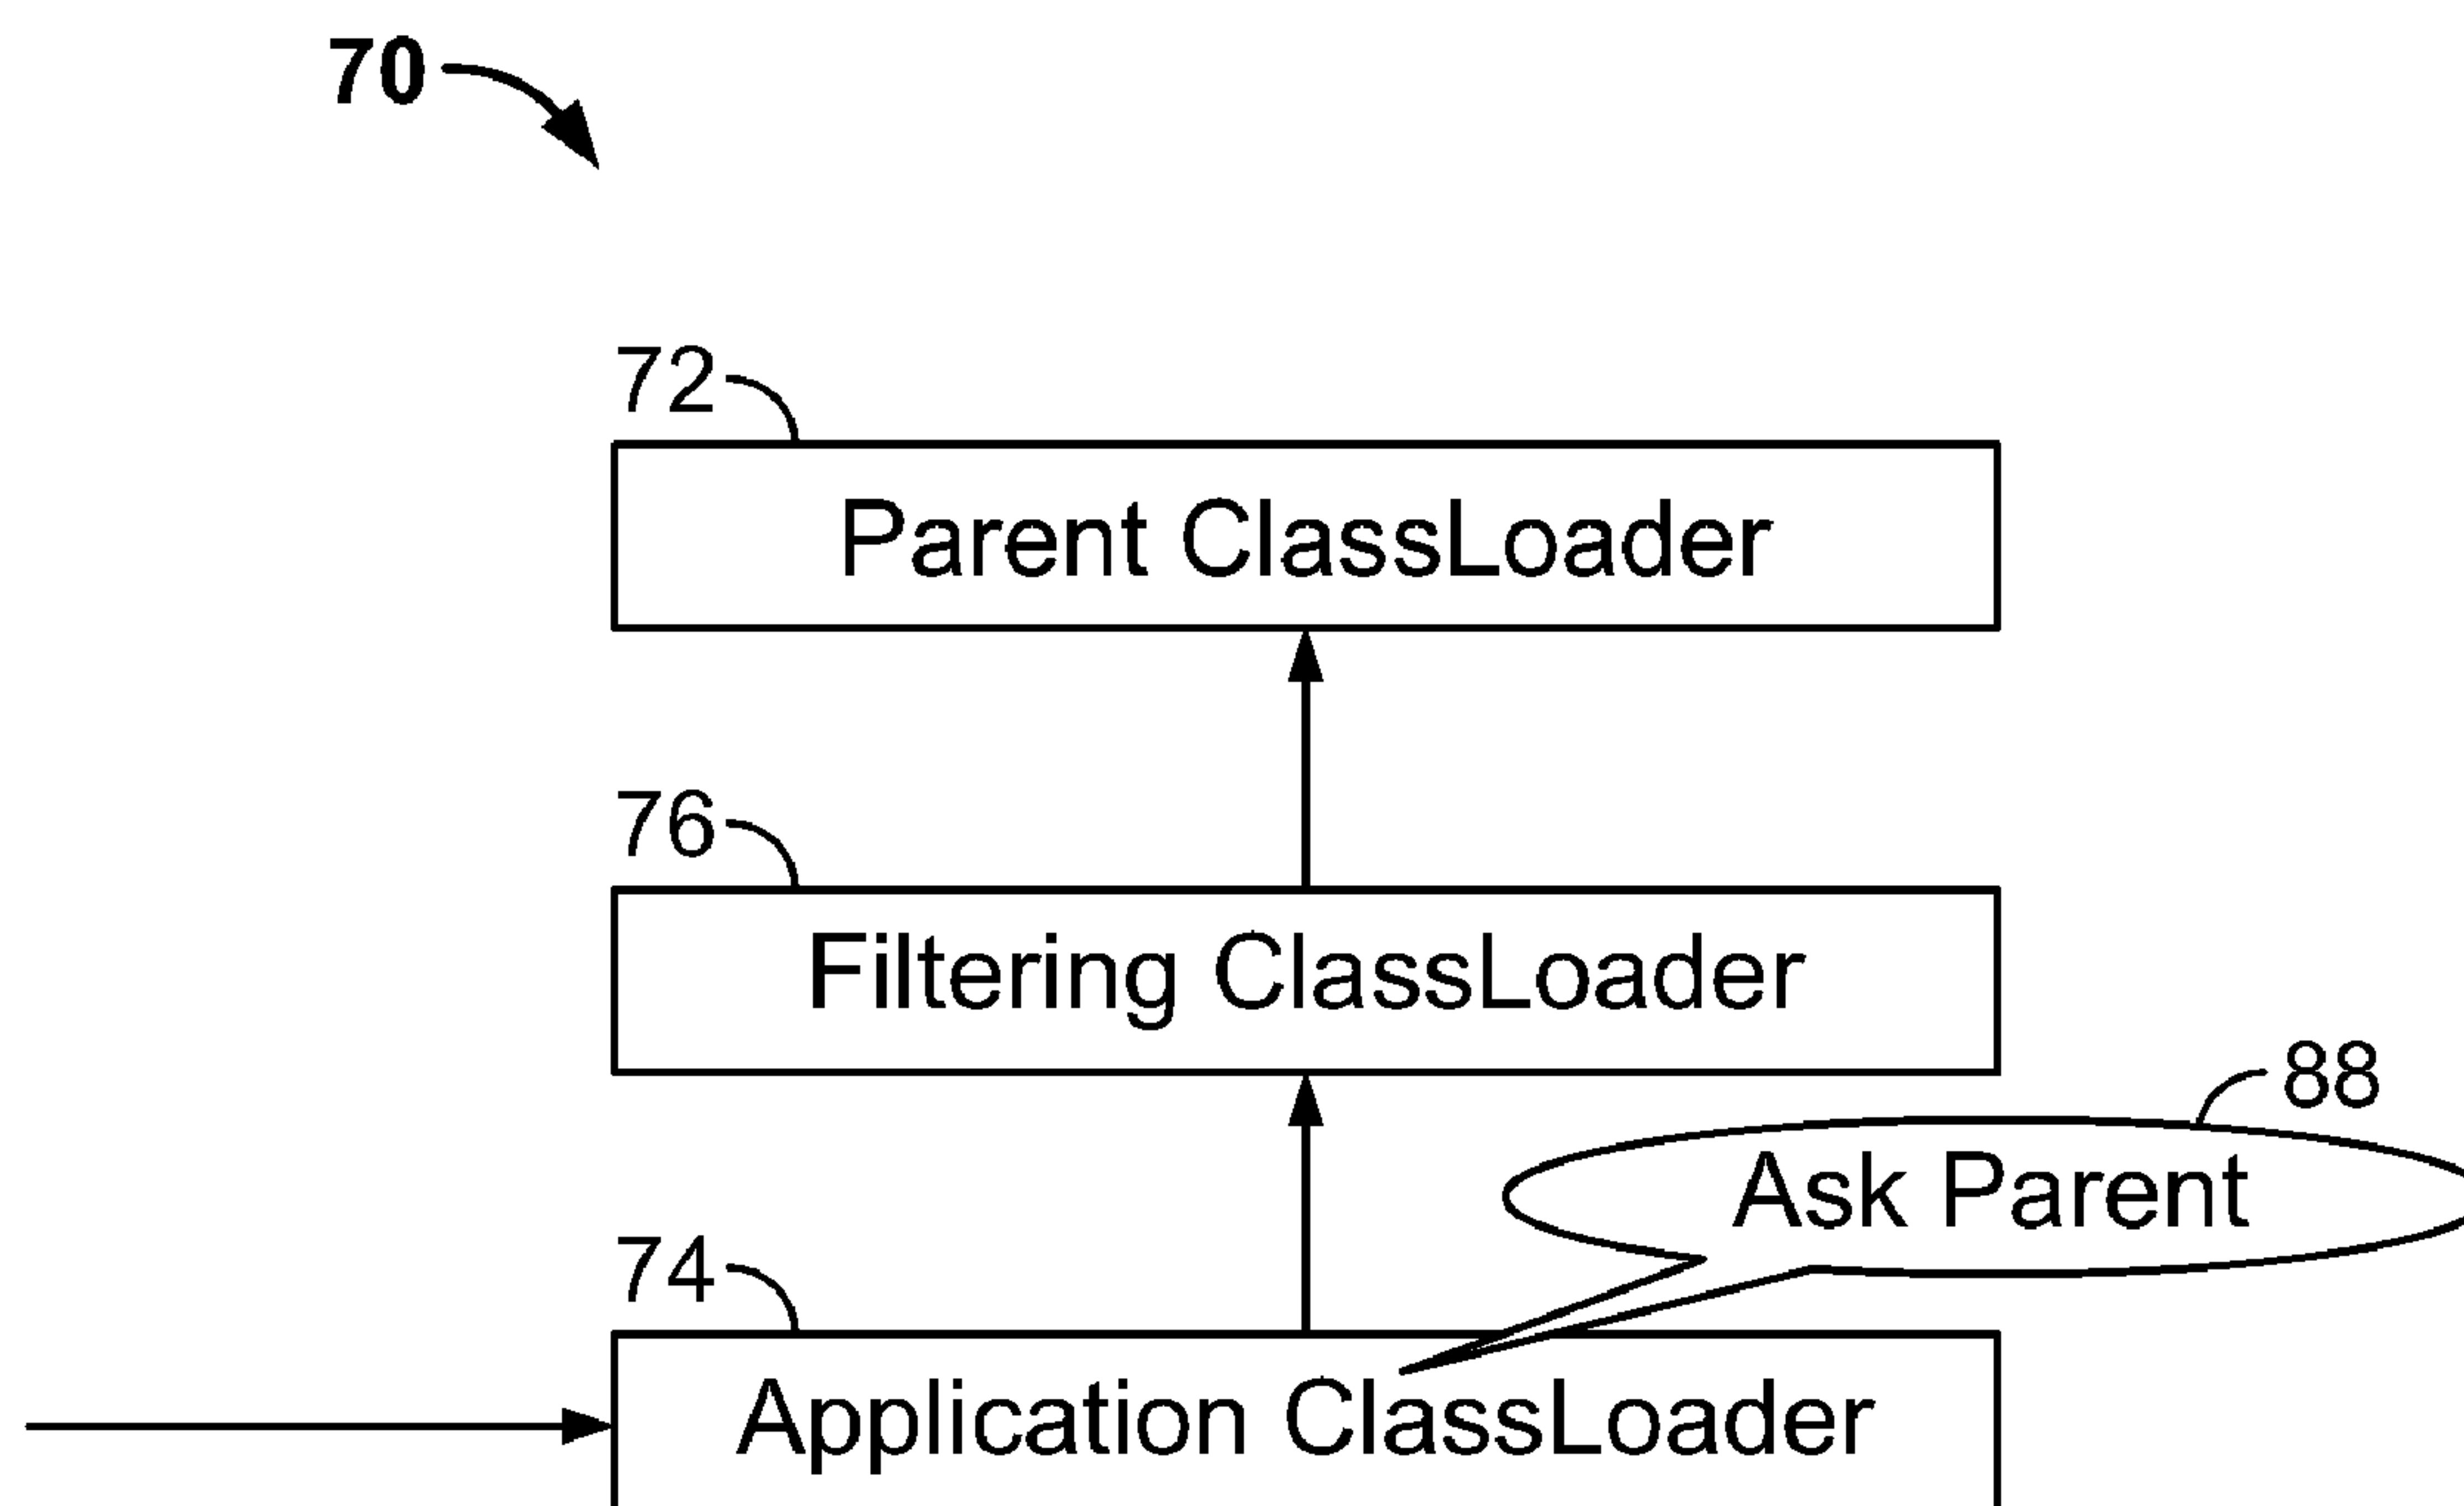 70
72
Parent ClassLoader
76
Filtering ClassLoader
88
Ask Parent
74
Application ClassLoader